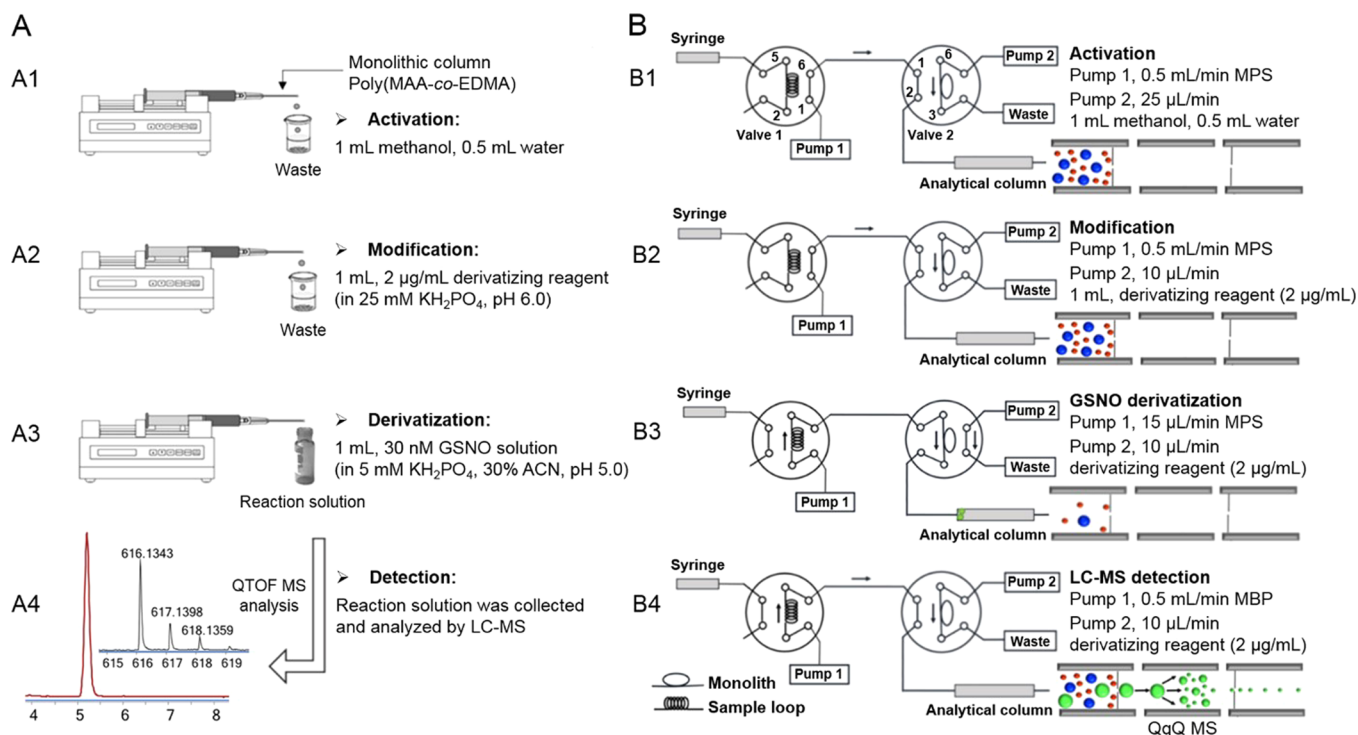 A
A1
Monolithic column
Poly(MAA-co-EDMA)
➢ Activation:
1 mL methanol, 0.5 mL water
Waste
A2
➢ Modification:
1 mL, 2 µg/mL derivatizing reagent
(in 25 mM KH₂PO₄, pH 6.0)
Waste
A3
➢ Derivatization:
1 mL, 30 nM GSNO solution
(in 5 mM KH₂PO₄, 30% ACN, pH 5.0)
Reaction solution
A4
616.1343
617.1398
618.1359
615 616 617 618 619
4 5 6 7 8
QTOF MS
analysis
➢ Detection:
Reaction solution was collected
and analyzed by LC-MS
B
B1
Syringe
5
6
2
1
Valve 1
Pump 1
1
6
2
3
Valve 2
Pump 2
Waste
Analytical column
Activation
Pump 1, 0.5 mL/min MPS
Pump 2, 25 µL/min
1 mL methanol, 0.5 mL water
B2
Syringe
Pump 1
Pump 2
Waste
Analytical column
Modification
Pump 1, 0.5 mL/min MPS
Pump 2, 10 µL/min
1 mL, derivatizing reagent (2 µg/mL)
B3
Syringe
Pump 1
Pump 2
Waste
Analytical column
GSNO derivatization
Pump 1, 15 µL/min MPS
Pump 2, 10 µL/min
derivatizing reagent (2 µg/mL)
B4
Syringe
Pump 1
Pump 2
Waste
Analytical column
LC-MS detection
Pump 1, 0.5 mL/min MBP
Pump 2, 10 µL/min
derivatizing reagent (2 µg/mL)
Monolith
Sample loop
QqQ MS